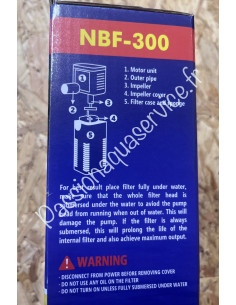 NBF-300
1. Motor unit
2. Outer pipe
3. Impeller
4. Impeller cover
5. Filter case and sponge
1
2
3
4
5
For best result place filter fully under water,
make sure that the whole filter head is
submersed under the water to avoid the pump
head from running when out of water. This will
damage the pump. If the filter is always
submersed, this will prolong the life of the
internal filter and also achieve maximum output.
WARNING
- DISCONNECT FROM POWER BEFORE REMOVING COVER
- DO NOT USE ANY OIL ON THE FILTER
- DO NOT TURN ON UNLESS FULLY SUBMERSED UNDER WATER
passionaquaservice.fr